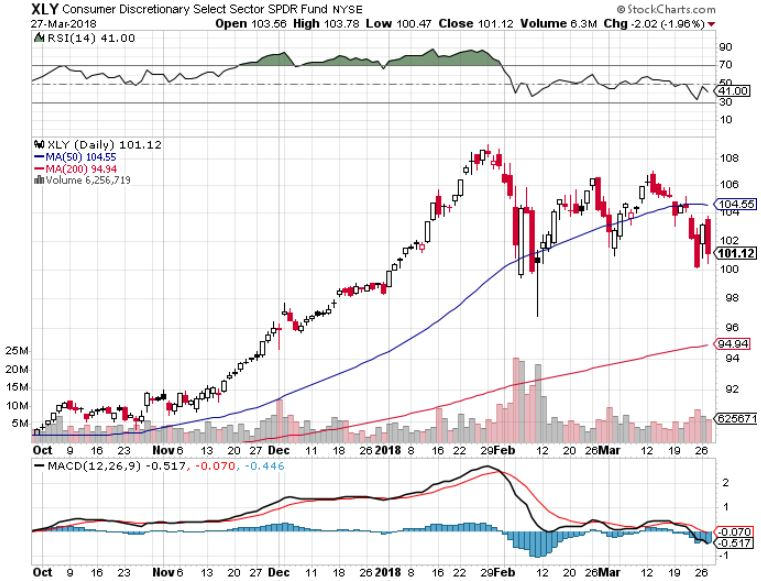 XLY Consumer Discretionary Select Sector SPDR Fund NYSE © StockCharts.com
27-Mar-2018 Open 103.56 High 103.78 Low 100.47 Close 101.12 Volume 6.3M Chg -2.02 (-1.96%)
RSI(14) 41.00
90
70
50
41.00
30
10
XLY (Daily) 101.12
MA(50) 104.55
MA(200) 94.94
Volume 6,256,719
108
106
104.55
104
102
101.12
100
98
96
94.94
25M 94
20M
15M 92
10M
5M 625671
Oct 9 16 23 Nov 6 13 20 Dec 11 18 26 2018 8 16 22 29 Feb 12 20 26 Mar 12 19 26
MACD(12,26,9) -0.517, -0.070, -0.446
2
1
-0.070
-0.517
-1
Oct 9 16 23 Nov 6 13 20 Dec 11 18 26 2018 8 16 22 29 Feb 12 20 26 Mar 12 19 26